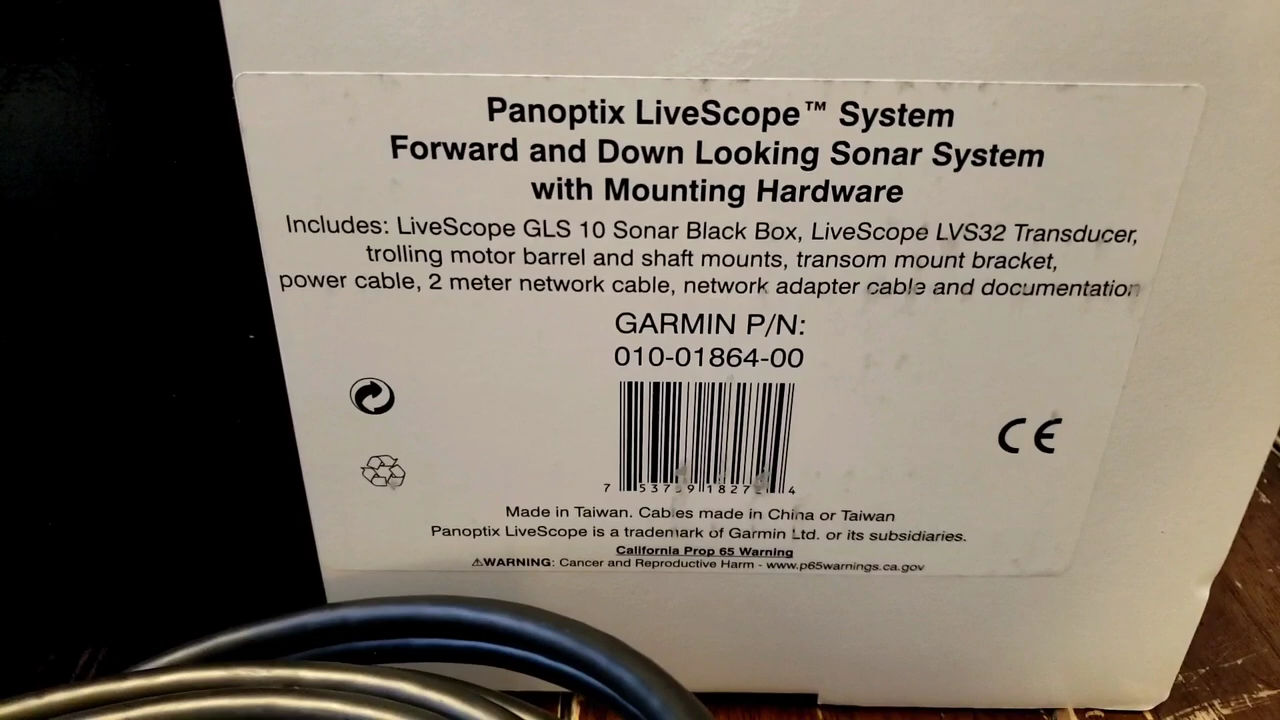 Panoptix LiveScope™ System
Forward and Down Looking Sonar System
with Mounting Hardware
Includes: LiveScope GLS 10 Sonar Black Box, LiveScope LVS32 Transducer,
trolling motor barrel and shaft mounts, transom mount bracket,
power cable, 2 meter network cable, network adapter cable and documentation
GARMIN P/N:
010-01864-00
CE
Made in Taiwan. Cables made in China or Taiwan
Panoptix LiveScope is a trademark of Garmin Ltd. or its subsidiaries.
California Prop 65 Warning
⚠WARNING: Cancer and Reproductive Harm - www.p65warnings.ca.gov